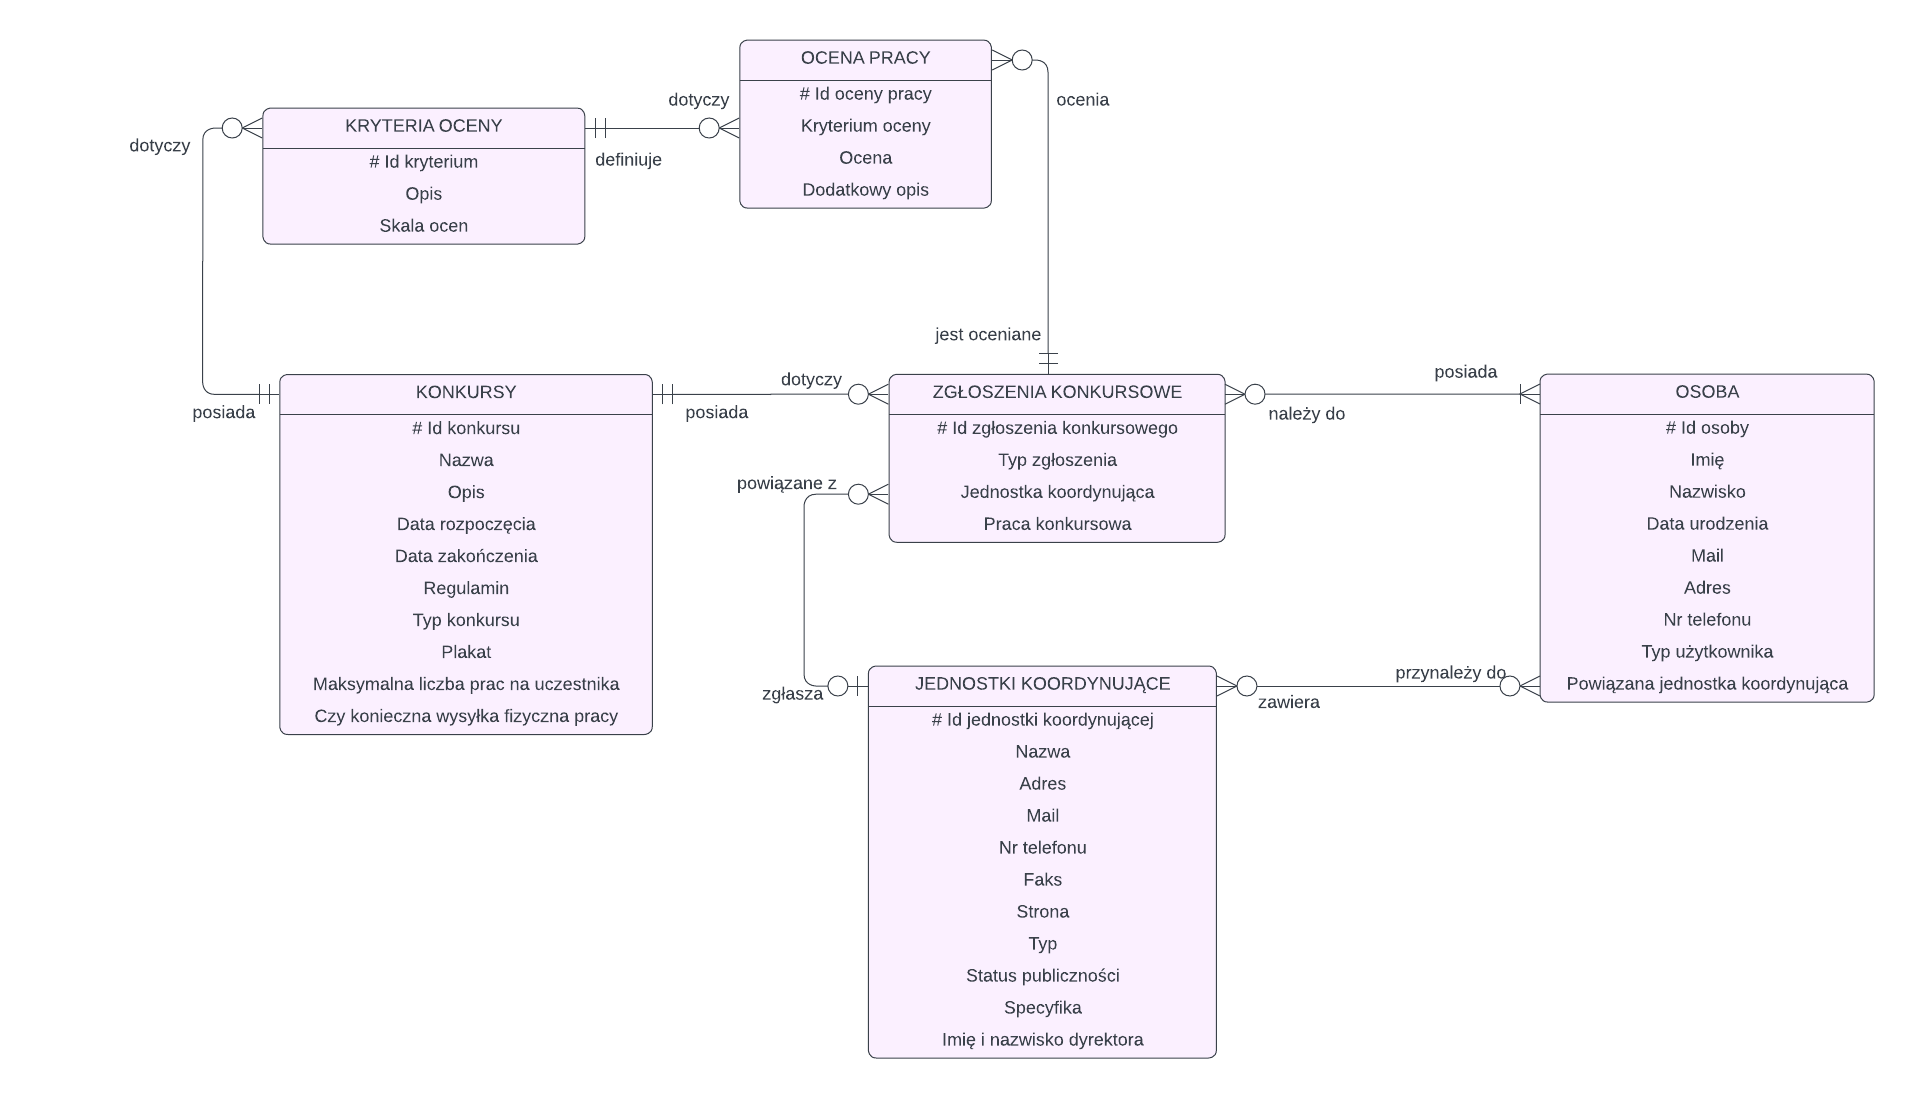 OCENA PRACY
# Id oceny pracy
Kryterium oceny
Ocena
Dodatkowy opis
ocenia
dotyczy
KRYTERIA OCENY
# Id kryterium
Opis
Skala ocen
definiuje
dotyczy
jest oceniane
posiada
KONKURSY
# Id konkursu
Nazwa
Opis
Data rozpoczęcia
Data zakończenia
Regulamin
Typ konkursu
Plakat
Maksymalna liczba prac na uczestnika
Czy konieczna wysyłka fizyczna pracy
posiada
dotyczy
ZGŁOSZENIA KONKURSOWE
# Id zgłoszenia konkursowego
Typ zgłoszenia
Jednostka koordynująca
Praca konkursowa
należy do
posiada
OSOBA
# Id osoby
Imię
Nazwisko
Data urodzenia
Mail
Adres
Nr telefonu
Typ użytkownika
Powiązana jednostka koordynująca
powiązane z
zgłasza
JEDNOSTKI KOORDYNUJĄCE
# Id jednostki koordynującej
Nazwa
Adres
Mail
Nr telefonu
Faks
Strona
Typ
Status publiczności
Specyfika
Imię i nazwisko dyrektora
zawiera
przynależy do